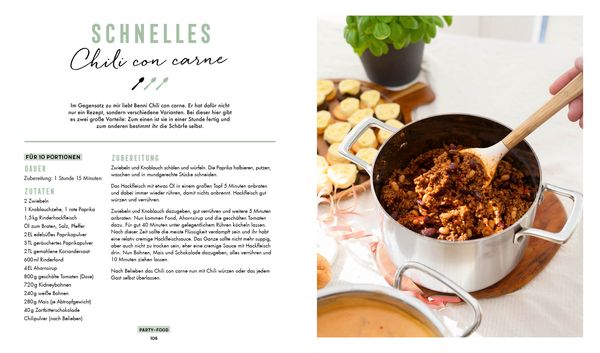 SCHNELLES
Chili con carne
Im Gegensatz zu mir liebt Benni Chili con carne. Er hat dafür nicht
nur ein Rezept, sondern verschiedene Varianten. Bei dieser hier gibt
es zwei große Vorteile: Zum einen ist sie in einer Stunde fertig und
zum anderen bestimmt ihr die Schärfe selbst.
FÜR 10 PORTIONEN
DAUER
Zubereitung: 1 Stunde 15 Minuten
ZUTATEN
2 Zwiebeln
1 Knoblauchzehe, 1 rote Paprika
1,5 kg Rinderhackfleisch
Öl zum Braten, Salz, Pfeffer
2 EL edelsüßes Paprikapulver
3 TL geräuchertes Paprikapulver
2 TL gemahlene Koriandersaat
600 ml Rinderfond
4 EL Ahornsirup
800 g geschälte Tomaten (Dose)
720 g Kidneybohnen
240 g weiße Bohnen
280 g Mais (je Abtropfgewicht)
40 g Zartbitterschokolade
Chilipulver (nach Belieben)
ZUBEREITUNG
Zwiebeln und Knoblauch schälen und würfeln. Die Paprika halbieren, putzen,
waschen und in mundgerechte Stücke schneiden.
Das Hackfleisch mit etwas Öl in einem großen Topf 5 Minuten anbraten
und dabei immer wieder rühren, damit nichts anbrennt. Hackfleisch gut
würzen und verrühren.
Zwiebeln und Knoblauch dazugeben, gut verrühren und weitere 5 Minuten
anbraten. Nun kommen Fond, Ahornsirup und die geschälten Tomaten
dazu. Für gut 40 Minuten unter gelegentlichem Rühren köcheln lassen.
Nach dieser Zeit sollte die meiste Flüssigkeit verdampft sein und ihr habt
eine relativ cremige Hackfleischsauce. Das Ganze sollte nicht mehr suppig,
aber auch nicht zu trocken sein, eher eine cremige Sauce mit Hackfleisch
drin. Nun Bohnen, Mais und Schokolade dazugeben, alles verrühren und
10 Minuten ziehen lassen.
Nach Belieben das Chili con carne nun mit Chili würzen oder das jedem
Gast selbst überlassen.
PARTY-FOOD
106